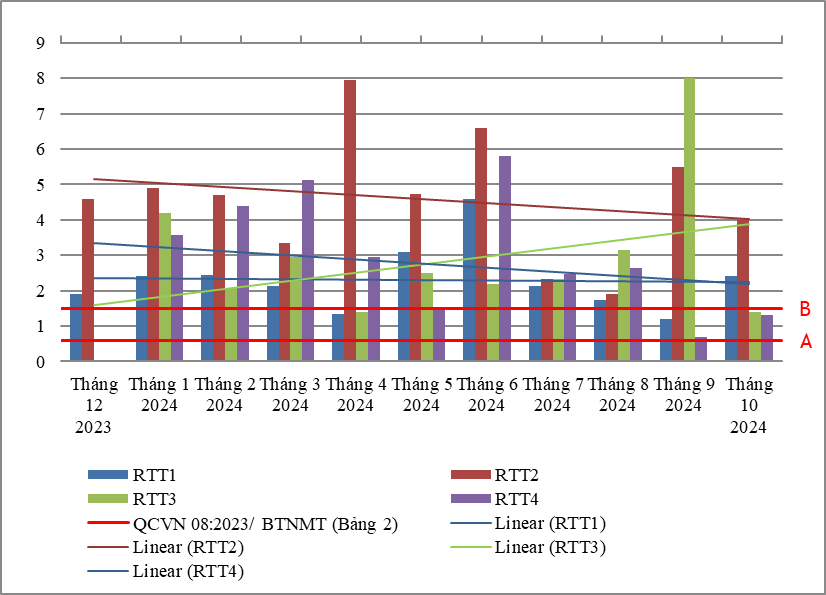 9
8
7
6
5
4
3
2
1
0
B
A
Tháng 12 2023
Tháng 1 2024
Tháng 2 2024
Tháng 3 2024
Tháng 4 2024
Tháng 5 2024
Tháng 6 2024
Tháng 7 2024
Tháng 8 2024
Tháng 9 2024
Tháng 10 2024
RTT1
RTT2
RTT3
RTT4
QCVN 08:2023/ BTNMT (Bảng 2)
Linear (RTT1)
Linear (RTT2)
Linear (RTT3)
Linear (RTT4)